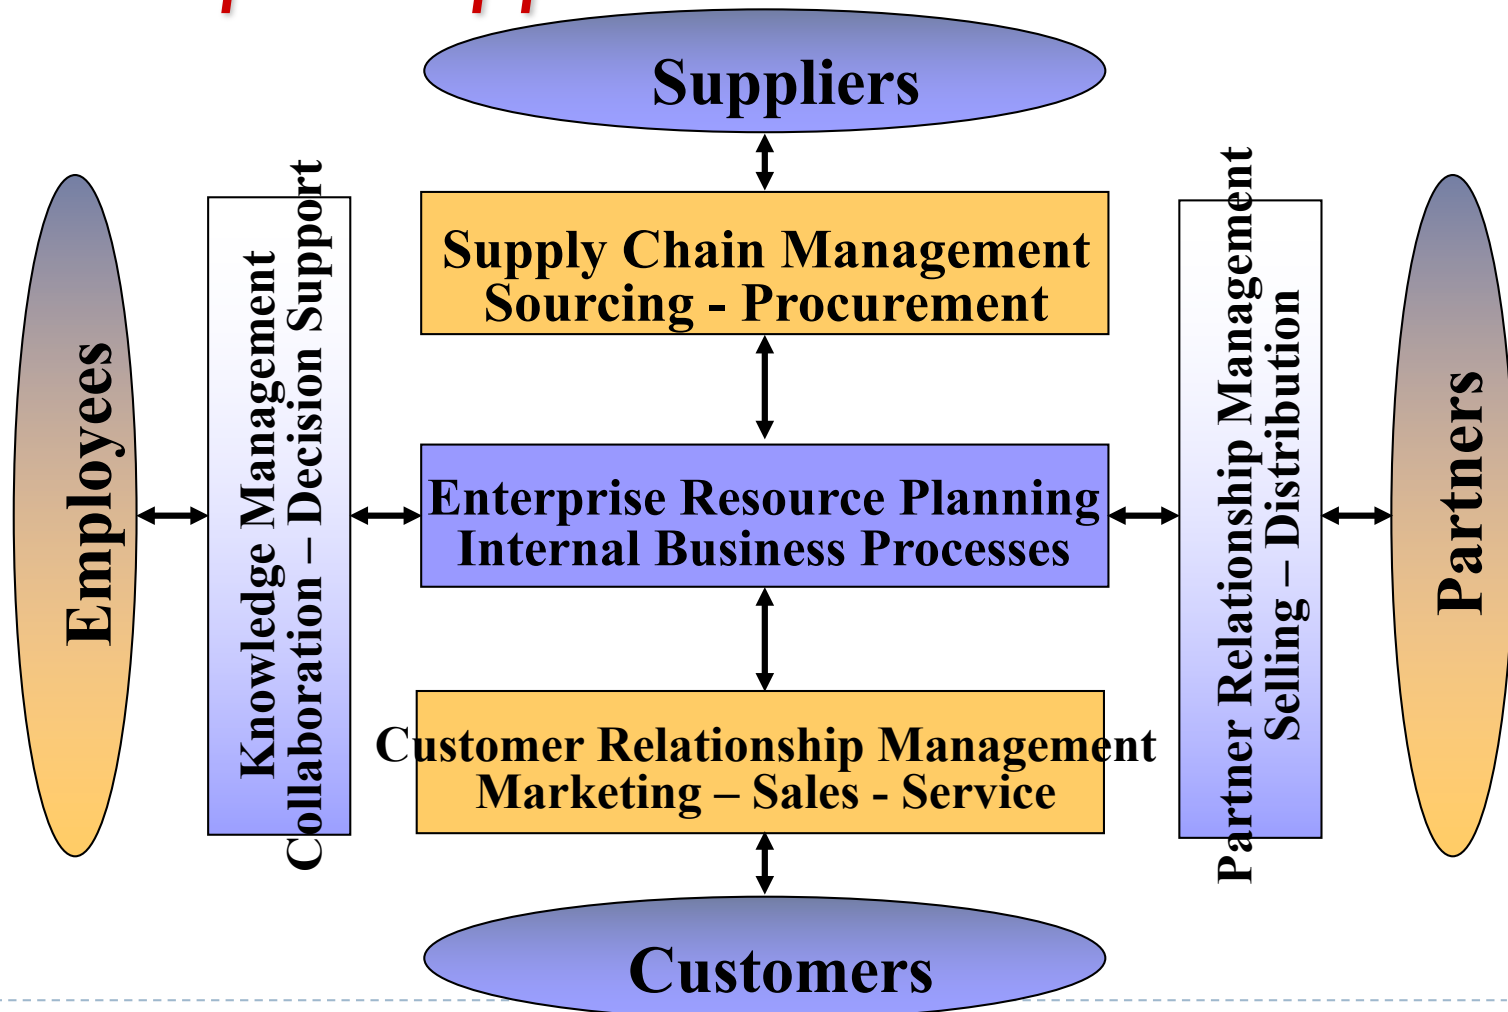 Suppliers
Supply Chain Management
Sourcing - Procurement
Employees
Knowledge Management
Collaboration – Decision Support
Enterprise Resource Planning
Internal Business Processes
Partner Relationship Management
Selling – Distribution
Partners
Customer Relationship Management
Marketing – Sales - Service
Customers